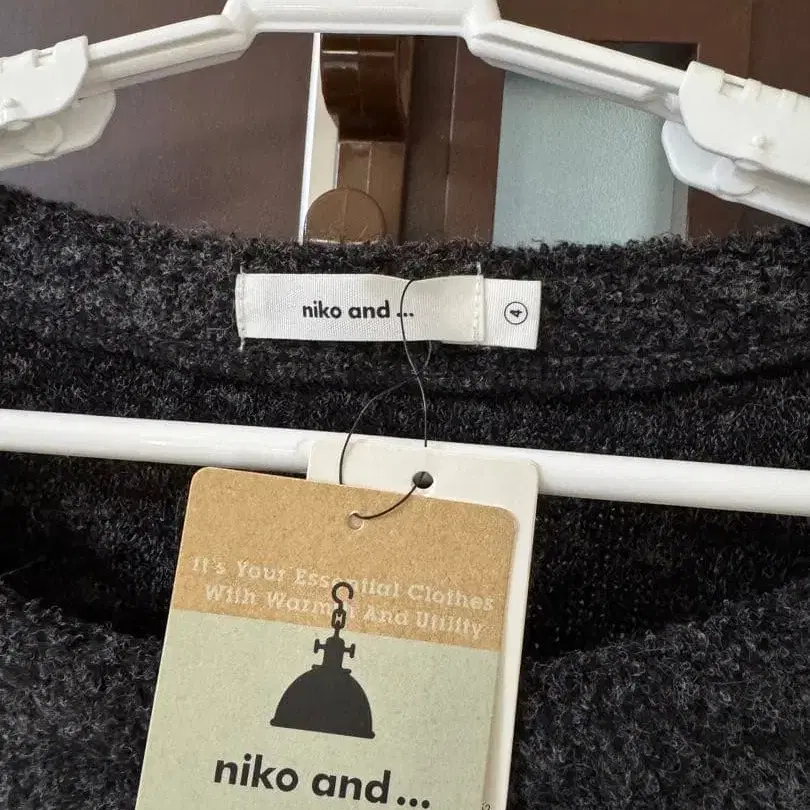 niko and ...
4
It's Your Essential Clothes
With Warmth And Utility
niko and ...